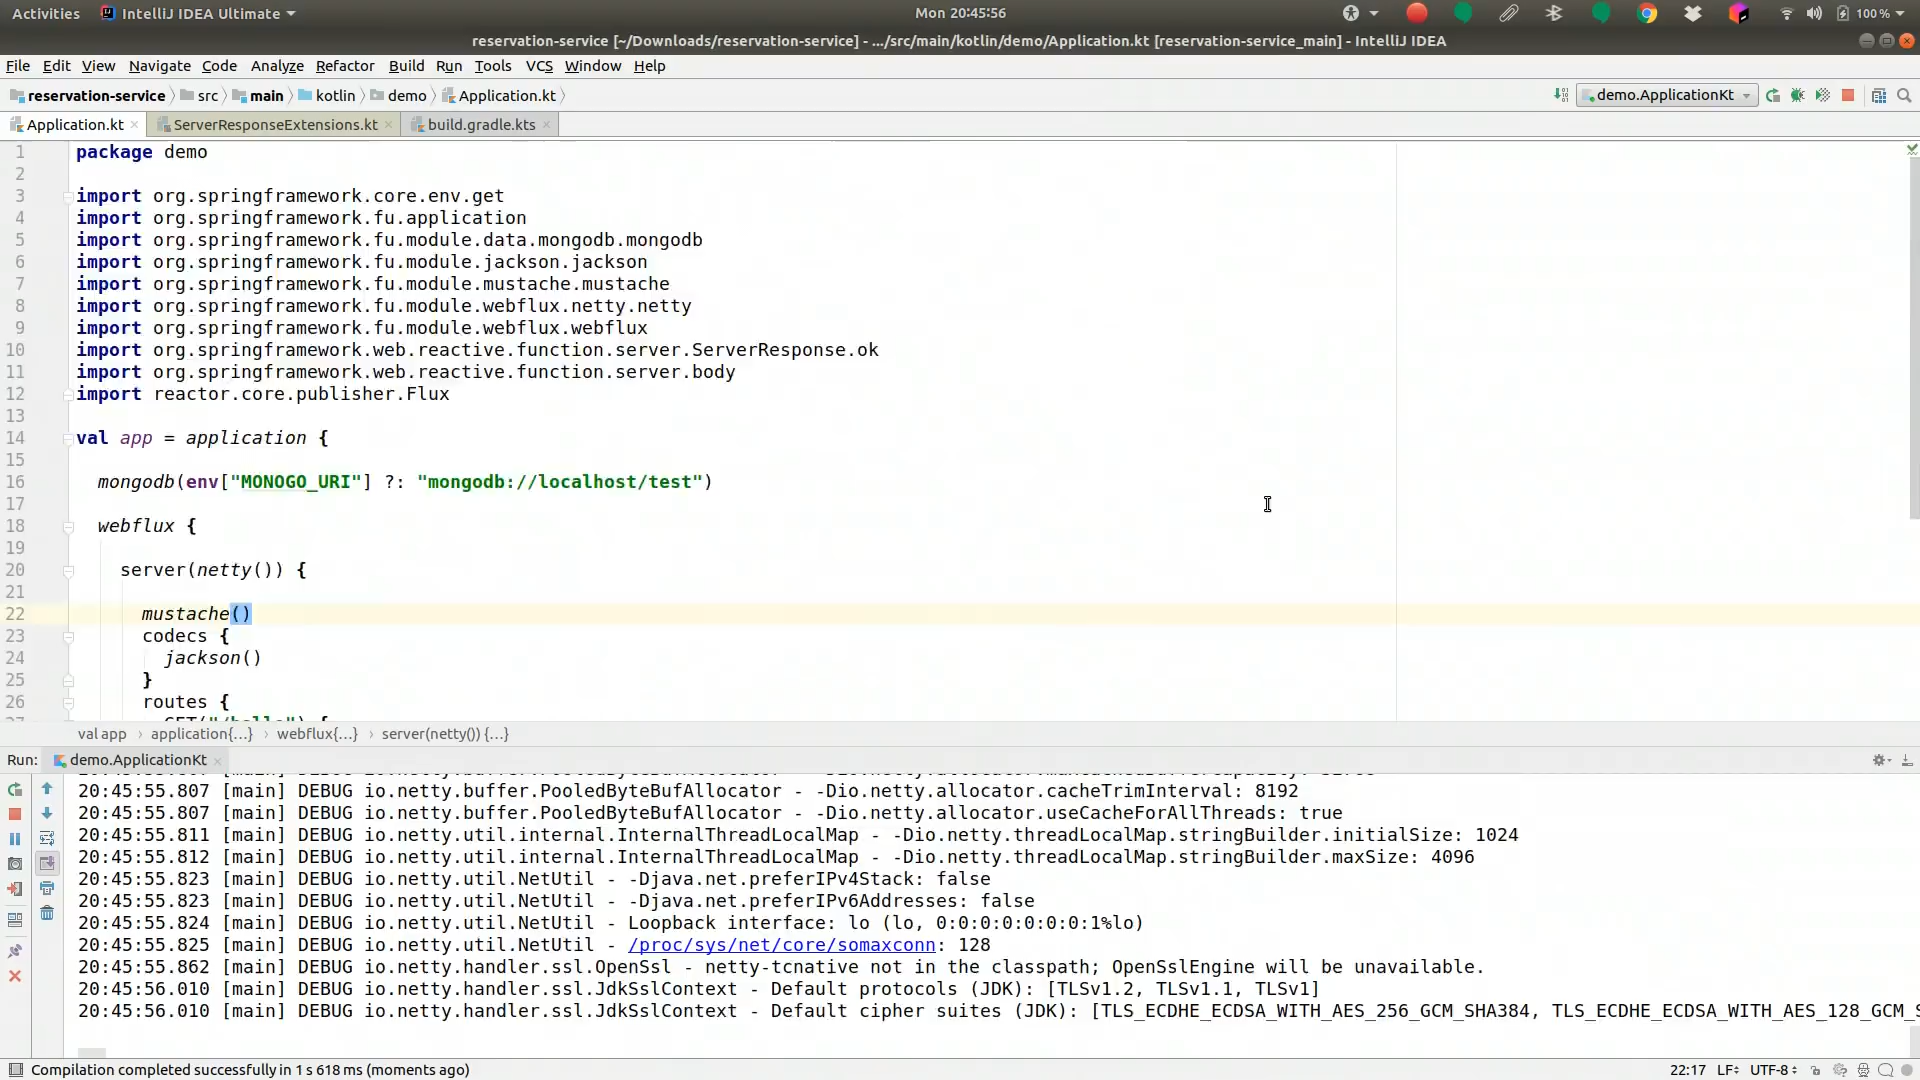 Activities IntelliJ IDEA Ultimate Mon 20:45:56 100 %
reservation-service [~/Downloads/reservation-service] - .../src/main/kotlin/demo/Application.kt [reservation-service_main] - IntelliJ IDEA
File Edit View Navigate Code Analyze Refactor Build Run Tools VCS Window Help
reservation-service src main kotlin demo Application.kt demo.ApplicationKt
Application.kt ServerResponseExtensions.kt build.gradle.kts
1 package demo
2
3 import org.springframework.core.env.get
4 import org.springframework.fu.application
5 import org.springframework.fu.module.data.mongodb.mongodb
6 import org.springframework.fu.module.jackson.jackson
7 import org.springframework.fu.module.mustache.mustache
8 import org.springframework.fu.module.webflux.netty.netty
9 import org.springframework.fu.module.webflux.webflux
10 import org.springframework.web.reactive.function.server.ServerResponse.ok
11 import org.springframework.web.reactive.function.server.body
12 import reactor.core.publisher.Flux
13
14 val app = application {
15
16 mongodb(env["MONOGO_URI"] ?: "mongodb://localhost/test")
17
18 webflux {
19
20 server(netty()) {
21
22 mustache()
23 codecs {
24 jackson()
25 }
26 routes {
val app › application{...} › webflux{...} › server(netty()) {...}
Run: demo.ApplicationKt
20:45:55.807 [main] DEBUG io.netty.buffer.PooledByteBufAllocator - -Dio.netty.allocator.cacheTrimInterval: 8192
20:45:55.807 [main] DEBUG io.netty.buffer.PooledByteBufAllocator - -Dio.netty.allocator.useCacheForAllThreads: true
20:45:55.811 [main] DEBUG io.netty.util.internal.InternalThreadLocalMap - -Dio.netty.threadLocalMap.stringBuilder.initialSize: 1024
20:45:55.812 [main] DEBUG io.netty.util.internal.InternalThreadLocalMap - -Dio.netty.threadLocalMap.stringBuilder.maxSize: 4096
20:45:55.823 [main] DEBUG io.netty.util.NetUtil - -Djava.net.preferIPv4Stack: false
20:45:55.823 [main] DEBUG io.netty.util.NetUtil - -Djava.net.preferIPv6Addresses: false
20:45:55.824 [main] DEBUG io.netty.util.NetUtil - Loopback interface: lo (lo, 0:0:0:0:0:0:0:1%lo)
20:45:55.825 [main] DEBUG io.netty.util.NetUtil - /proc/sys/net/core/somaxconn: 128
20:45:55.862 [main] DEBUG io.netty.handler.ssl.OpenSsl - netty-tcnative not in the classpath; OpenSslEngine will be unavailable.
20:45:56.010 [main] DEBUG io.netty.handler.ssl.JdkSslContext - Default protocols (JDK): [TLSv1.2, TLSv1.1, TLSv1]
20:45:56.010 [main] DEBUG io.netty.handler.ssl.JdkSslContext - Default cipher suites (JDK): [TLS_ECDHE_ECDSA_WITH_AES_256_GCM_SHA384, TLS_ECDHE_ECDSA_WITH_AES_128_GCM_S
Compilation completed successfully in 1 s 618 ms (moments ago) 22:17 LF UTF-8